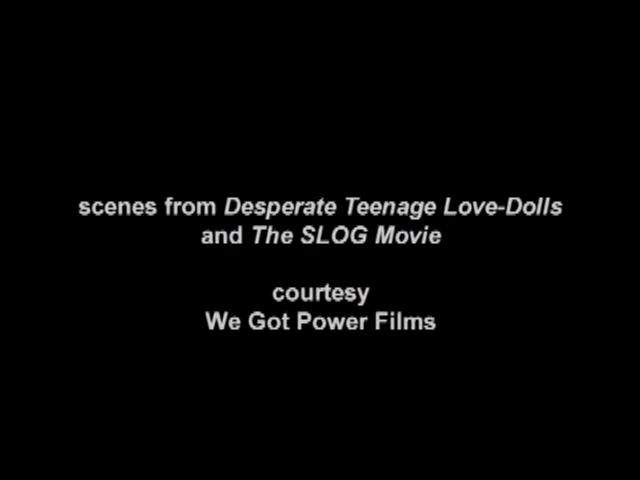 scenes from Desperate Teenage Love-Dolls
and The SLOG Movie
courtesy
We Got Power Films